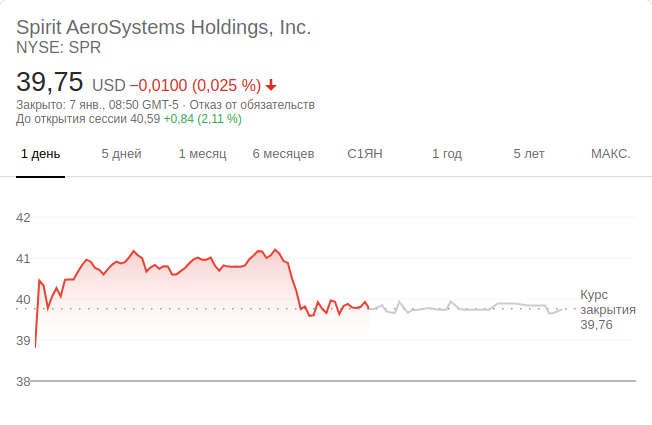 Spirit AeroSystems Holdings, Inc.
NYSE: SPR
39,75 USD −0,0100 (0,025 %)
Закрыто: 7 янв., 08:50 GMT-5 · Отказ от обязательств
До открытия сессии 40,59 +0,84 (2,11 %)
1 день 5 дней 1 месяц 6 месяцев С1ЯН 1 год 5 лет МАКС.
42
41
40
39
38
Курс
закрытия
39,76